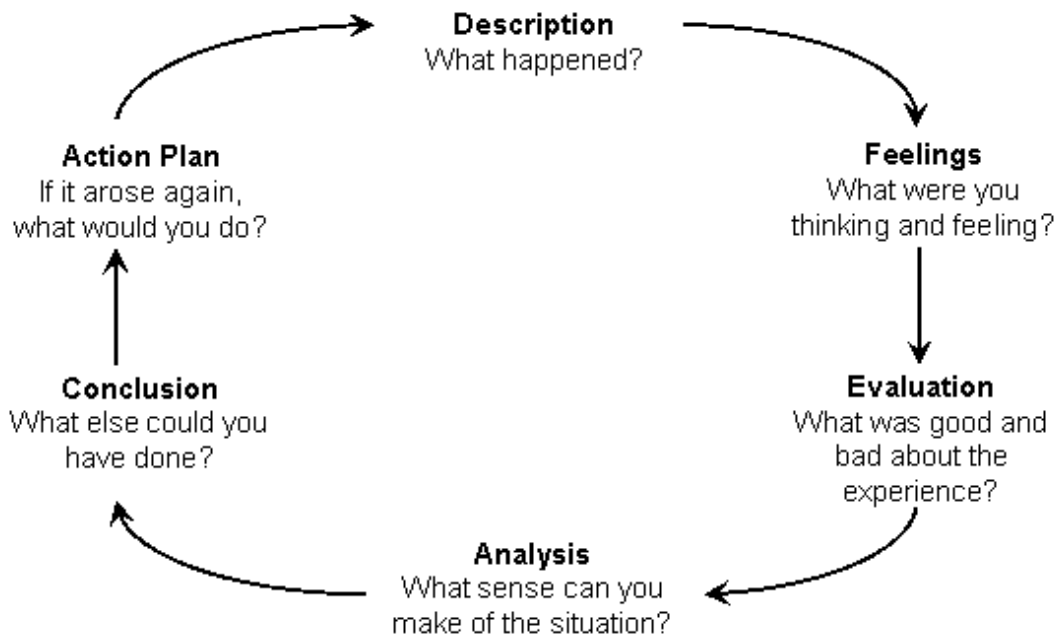 Description
What happened?
Feelings
What were you
thinking and feeling?
Evaluation
What was good and
bad about the
experience?
Analysis
What sense can you
make of the situation?
Conclusion
What else could you
have done?
Action Plan
If it arose again,
what would you do?